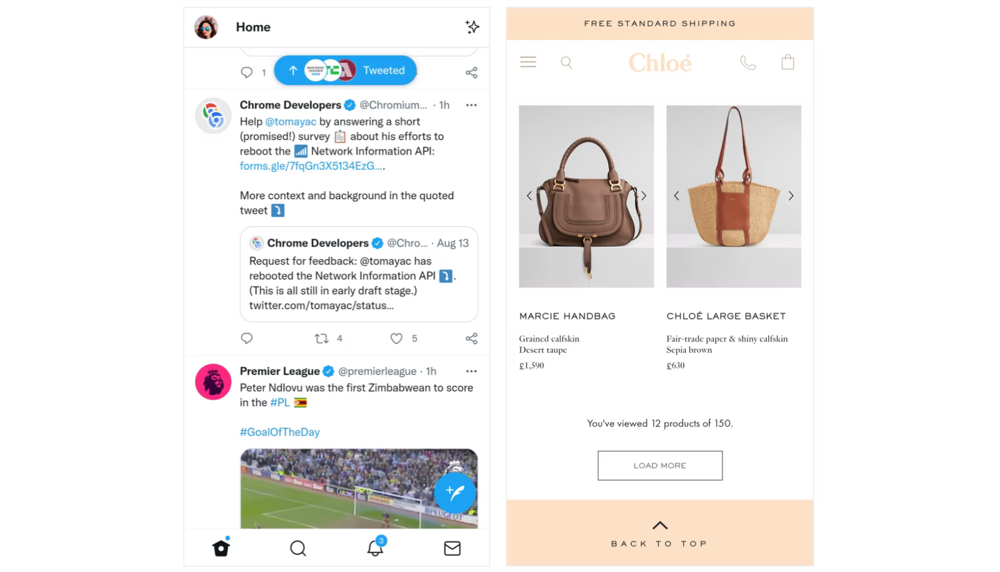 Home
1
BUSINESS INSIDER TECH
Tweeted
Chrome Developers @Chromium... · 1h
Help @tomayac by answering a short
(promised!) survey 📋 about his efforts to
reboot the 📶 Network Information API:
forms.gle/7fqGn3X5134EzG....
More context and background in the quoted
tweet ⤵️
Chrome Developers @Chro... · Aug 13
Request for feedback: @tomayac has
rebooted the Network Information API ⤵️.
(This is all still in early draft stage.)
twitter.com/tomayac/status...
4
5
Premier League @premierleague · 1h
Peter Ndlovu was the first Zimbabwean to score
in the #PL 🇿🇼
#GoalOfTheDay
PEUGEOT
3
FREE STANDARD SHIPPING
Chloé
MARCIE HANDBAG
Grained calfskin
Desert taupe
£1,590
CHLOÉ LARGE BASKET
Fair-trade paper & shiny calfskin
Sepia brown
£630
You've viewed 12 products of 150.
LOAD MORE
BACK TO TOP